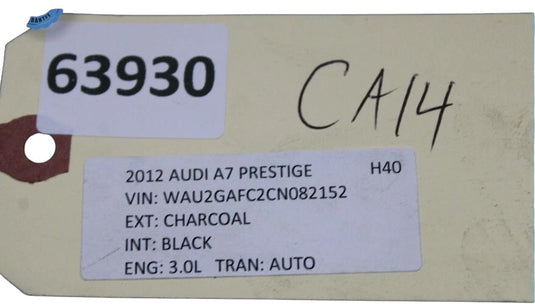 63930
CA14
2012 AUDI A7 PRESTIGE H40
VIN: WAU2GAFC2CN082152
EXT: CHARCOAL
INT: BLACK
ENG: 3.0L TRAN: AUTO